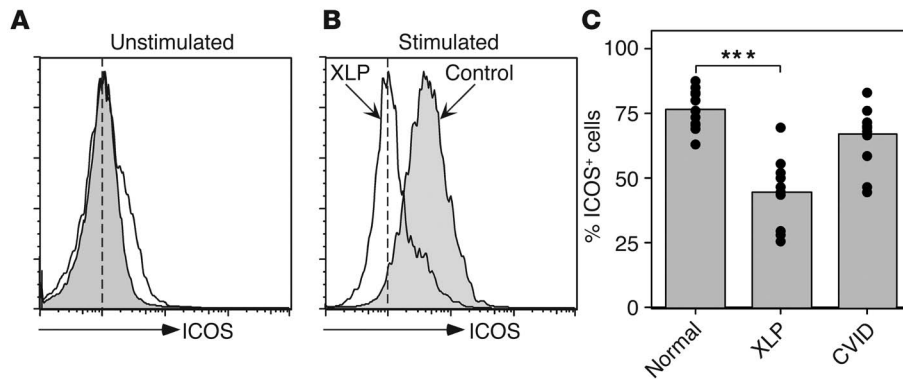 A
Unstimulated
ICOS
B
Stimulated
XLP
Control
ICOS
C
% ICOS⁺ cells
100
75
50
25
0
***
Normal
XLP
CVID